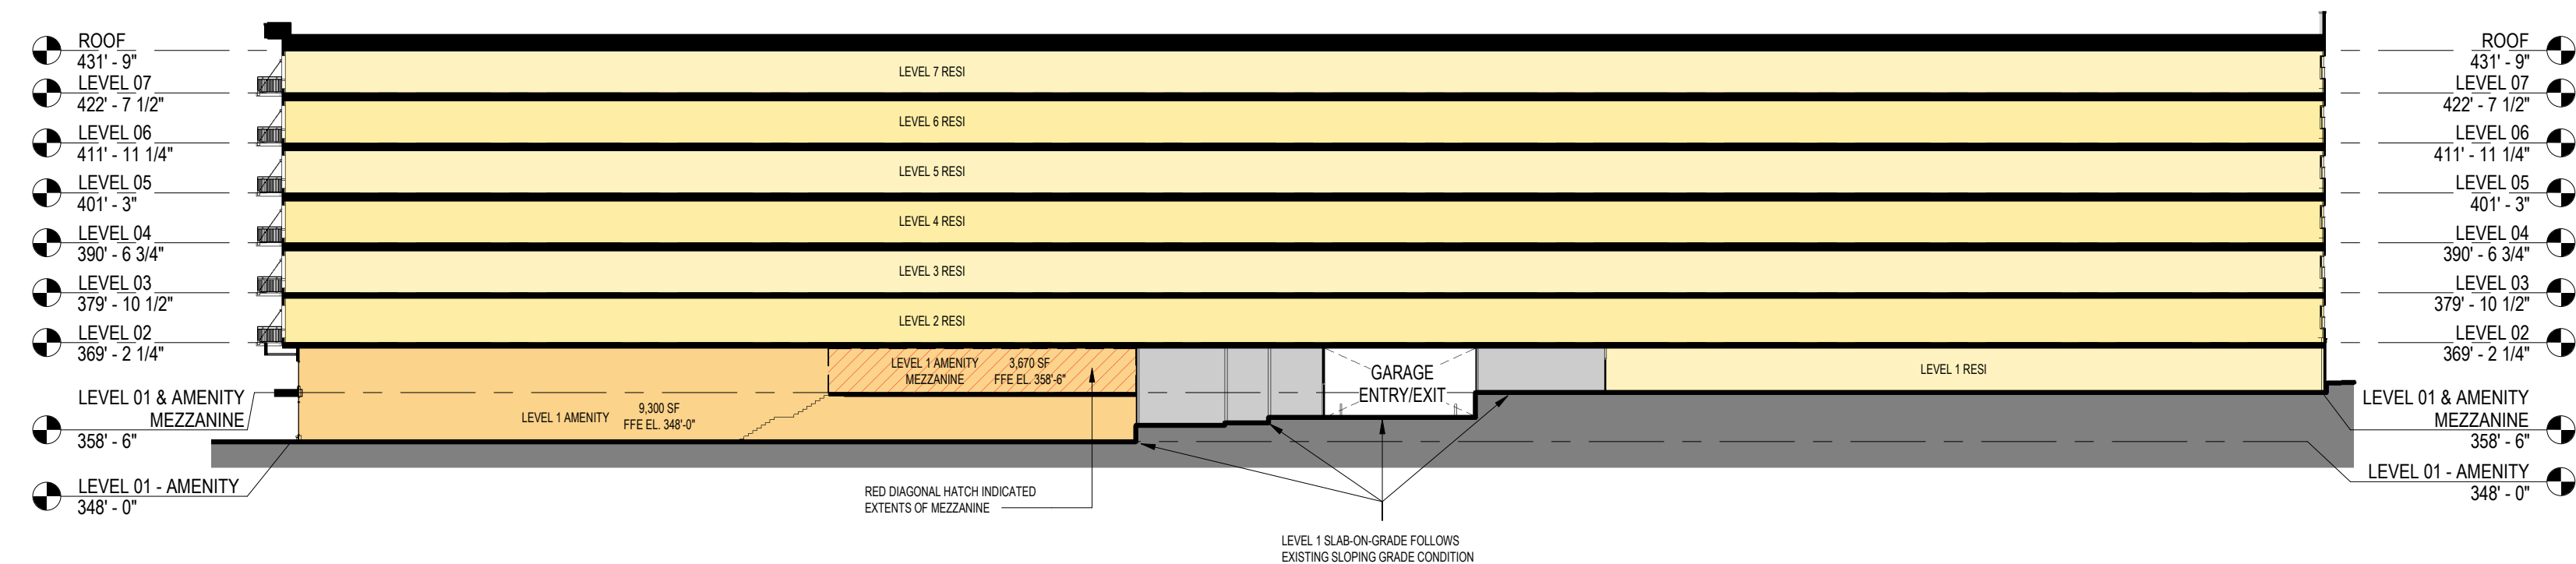 ROOF
431' - 9"
LEVEL 07
422' - 7 1/2"
LEVEL 06
411' - 11 1/4"
LEVEL 05
401' - 3"
LEVEL 04
390' - 6 3/4"
LEVEL 03
379' - 10 1/2"
LEVEL 02
369' - 2 1/4"
LEVEL 01 & AMENITY
MEZZANINE
358' - 6"
LEVEL 01 - AMENITY
348' - 0"
LEVEL 7 RESI
LEVEL 6 RESI
LEVEL 5 RESI
LEVEL 4 RESI
LEVEL 3 RESI
LEVEL 2 RESI
LEVEL 1 AMENITY 3,670 SF
MEZZANINE FFE EL. 358'-6"
9,300 SF
LEVEL 1 AMENITY
FFE EL. 348'-0"
GARAGE
ENTRY/EXIT
LEVEL 1 RESI
RED DIAGONAL HATCH INDICATED
EXTENTS OF MEZZANINE
LEVEL 1 SLAB-ON-GRADE FOLLOWS
EXISTING SLOPING GRADE CONDITION
ROOF
431' - 9"
LEVEL 07
422' - 7 1/2"
LEVEL 06
411' - 11 1/4"
LEVEL 05
401' - 3"
LEVEL 04
390' - 6 3/4"
LEVEL 03
379' - 10 1/2"
LEVEL 02
369' - 2 1/4"
LEVEL 01 & AMENITY
MEZZANINE
358' - 6"
LEVEL 01 - AMENITY
348' - 0"